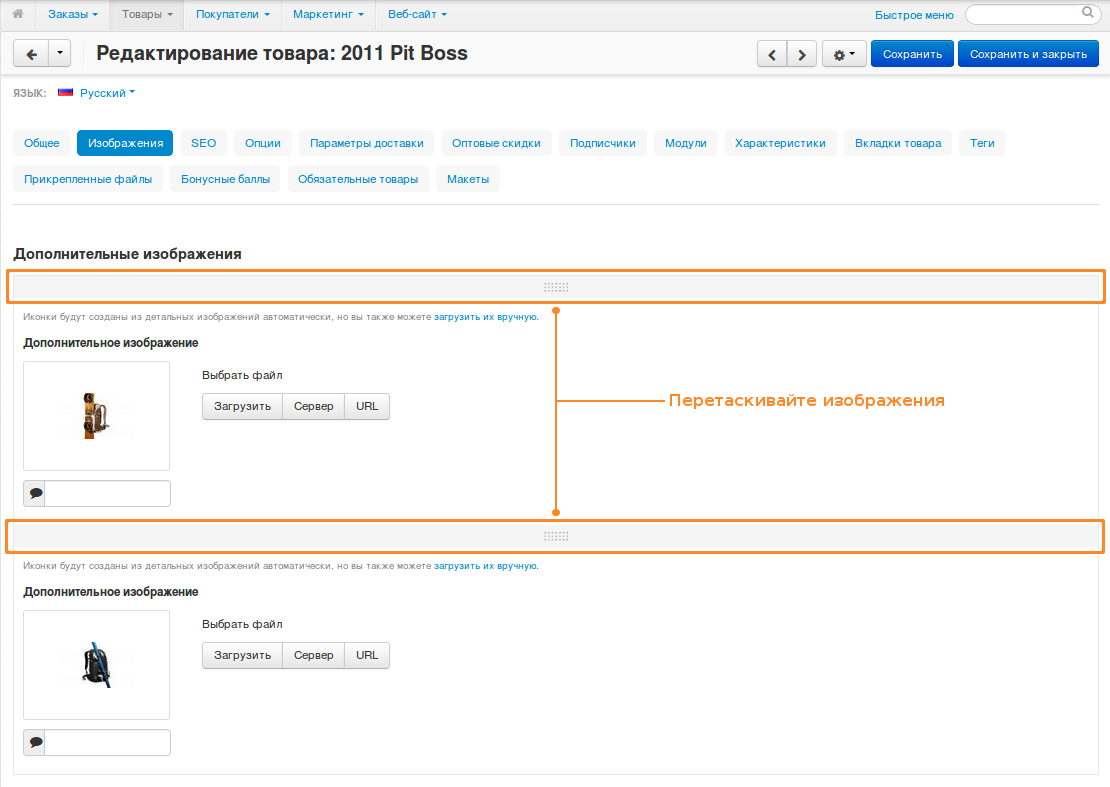 Заказы Товары Покупатели Маркетинг Веб-сайт Быстрое меню
Редактирование товара: 2011 Pit Boss Сохранить Сохранить и закрыть
ЯЗЫК: Русский
Общее Изображения SEO Опции Параметры доставки Оптовые скидки Подписчики Модули Характеристики Вкладки товара Теги
Прикрепленные файлы Бонусные баллы Обязательные товары Макеты
Дополнительные изображения
Иконки будут созданы из детальных изображений автоматически, но вы также можете загрузить их вручную.
Дополнительное изображение
Выбрать файл
Загрузить Сервер URL
Перетаскивайте изображения
Иконки будут созданы из детальных изображений автоматически, но вы также можете загрузить их вручную.
Дополнительное изображение
Выбрать файл
Загрузить Сервер URL